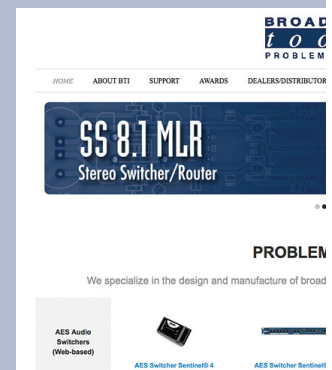 BROAD
too
PROBLEM
HOME ABOUT BTI SUPPORT AWARDS DEALERS/DISTRIBUTOR
SS 8.1 MLR
Stereo Switcher/Router
PROBLEM
We specialize in the design and manufacture of broad
AES Audio
Switchers
(Web-based)
AES Switcher Sentinel® 4 AES Switcher Sentinel®